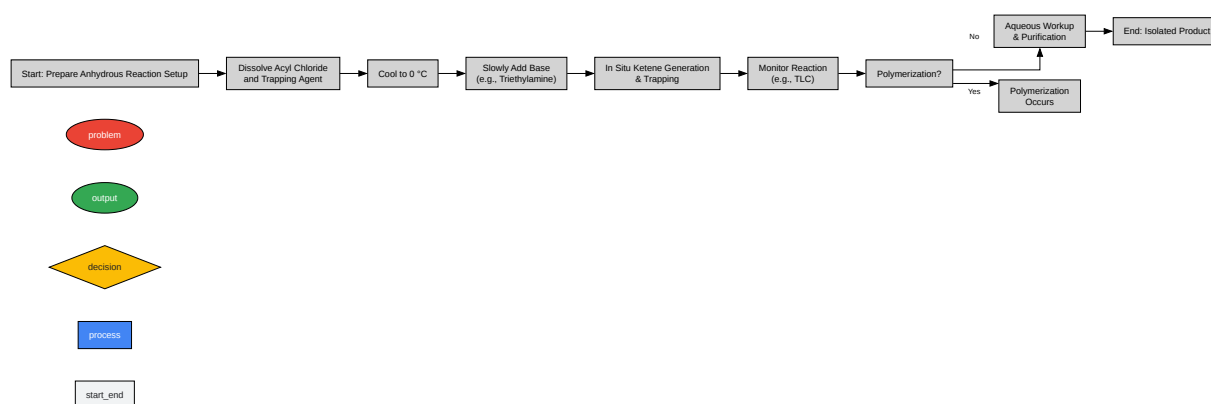 Start: Prepare Anhydrous Reaction Setup
Dissolve Acyl Chloride
and Trapping Agent
Cool to 0 °C
Slowly Add Base
(e.g., Triethylamine)
In Situ Ketene Generation
& Trapping
Monitor Reaction
(e.g., TLC)
Polymerization?
No
Aqueous Workup
& Purification
End: Isolated Product
Yes
Polymerization
Occurs
problem
output
decision
process
start_end